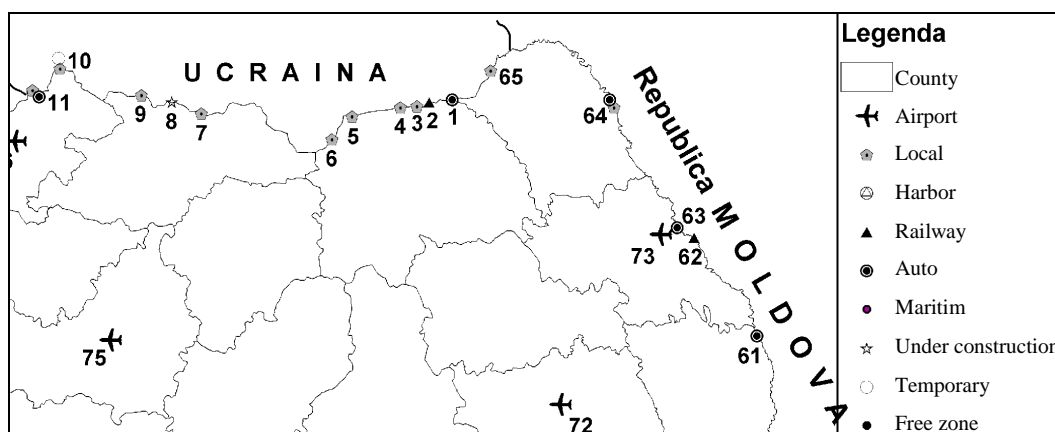 UCRAINA
Republica MOLDOVA
10
11
9
8
7
6
5
4
3
2
1
65
64
63
73
62
61
75
72
Legenda
County
Airport
Local
Harbor
Railway
Auto
Maritim
Under construction
Temporary
Free zone